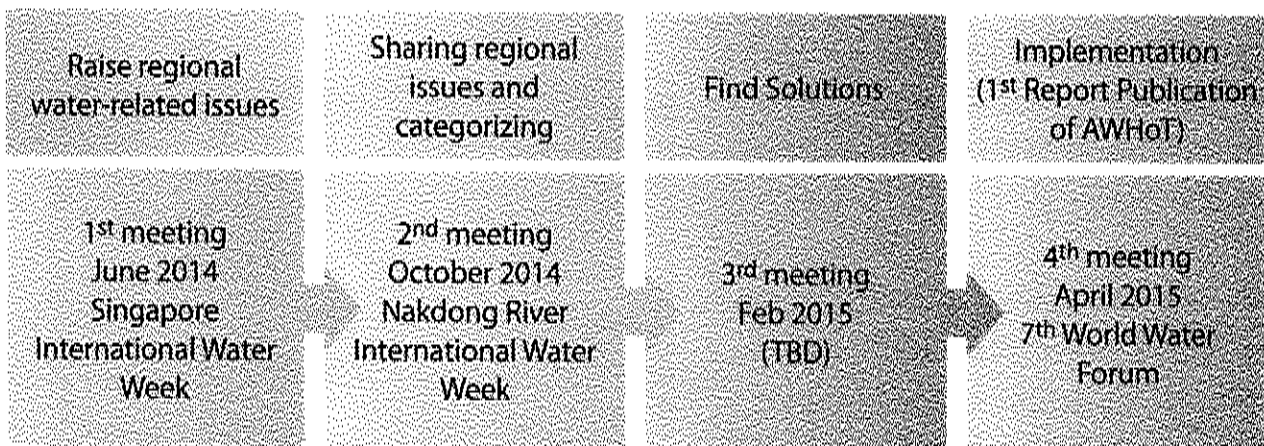 Raise regional
water-related issues
Sharing regional
issues and
categorizing
Find Solutions
Implementation
(1st Report Publication
of AWHoT)
1st meeting
June 2014
Singapore
International Water
Week
2nd meeting
October 2014
Nakdong River
International Water
Week
3rd meeting
Feb 2015
(TBD)
4th meeting
April 2015
7th World Water
Forum